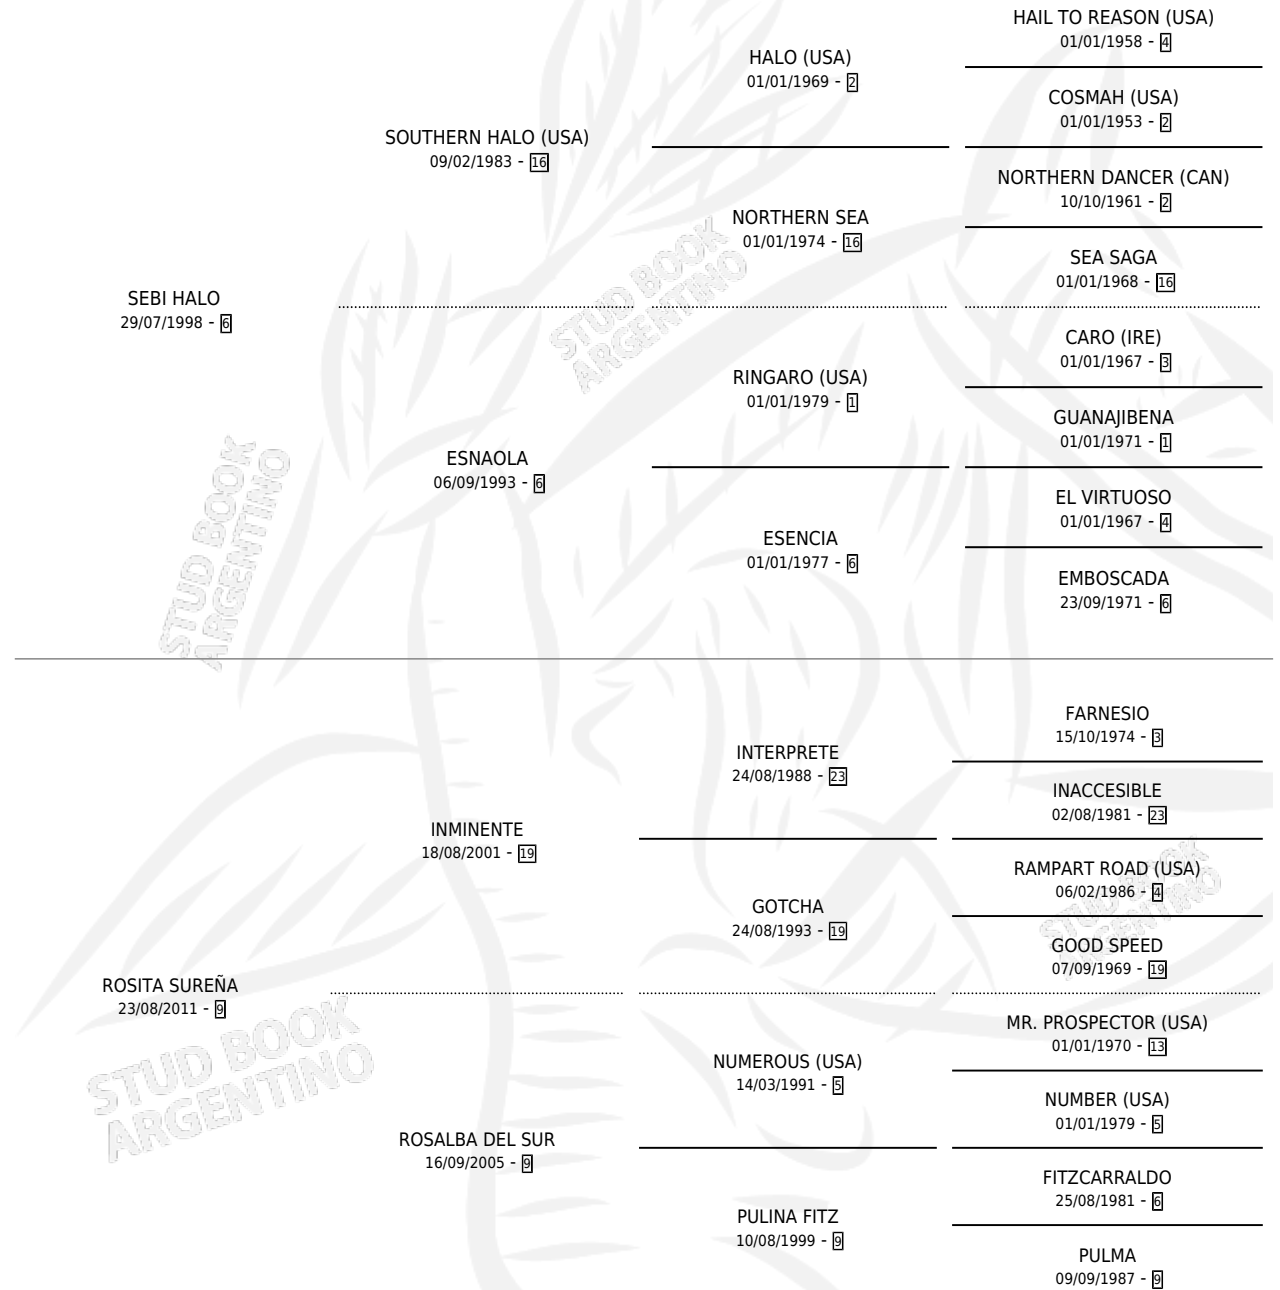 HAIL TO REASON (USA)
01/01/1958 - 4
HALO (USA)
01/01/1969 - 2
COSMAH (USA)
01/01/1953 - 2
SOUTHERN HALO (USA)
09/02/1983 - 16
NORTHERN DANCER (CAN)
10/10/1961 - 2
NORTHERN SEA
01/01/1974 - 16
SEA SAGA
01/01/1968 - 16
SEBI HALO
29/07/1998 - 6
STUD BOOK
ARGENTINO
CARO (IRE)
01/01/1967 - 3
RINGARO (USA)
01/01/1979 - 1
GUANAJIBENA
01/01/1971 - 1
ESNAOLA
06/09/1993 - 6
EL VIRTUOSO
01/01/1967 - 4
ESENCIA
01/01/1977 - 6
EMBOSCADA
23/09/1971 - 6
STUD BOOK
ARGENTINO
FARNESIO
15/10/1974 - 3
INTERPRETE
24/08/1988 - 23
INACCESIBLE
02/08/1981 - 23
INMINENTE
18/08/2001 - 19
RAMPART ROAD (USA)
06/02/1986 - 4
GOTCHA
24/08/1993 - 19
STUD BOOK
ARGENTINO
GOOD SPEED
07/09/1969 - 19
ROSITA SUREÑA
23/08/2011 - 9
STUD BOOK
ARGENTINO
MR. PROSPECTOR (USA)
01/01/1970 - 13
NUMEROUS (USA)
14/03/1991 - 5
NUMBER (USA)
01/01/1979 - 5
ROSALBA DEL SUR
16/09/2005 - 9
FITZCARRALDO
25/08/1981 - 6
PULINA FITZ
10/08/1999 - 9
PULMA
09/09/1987 - 9